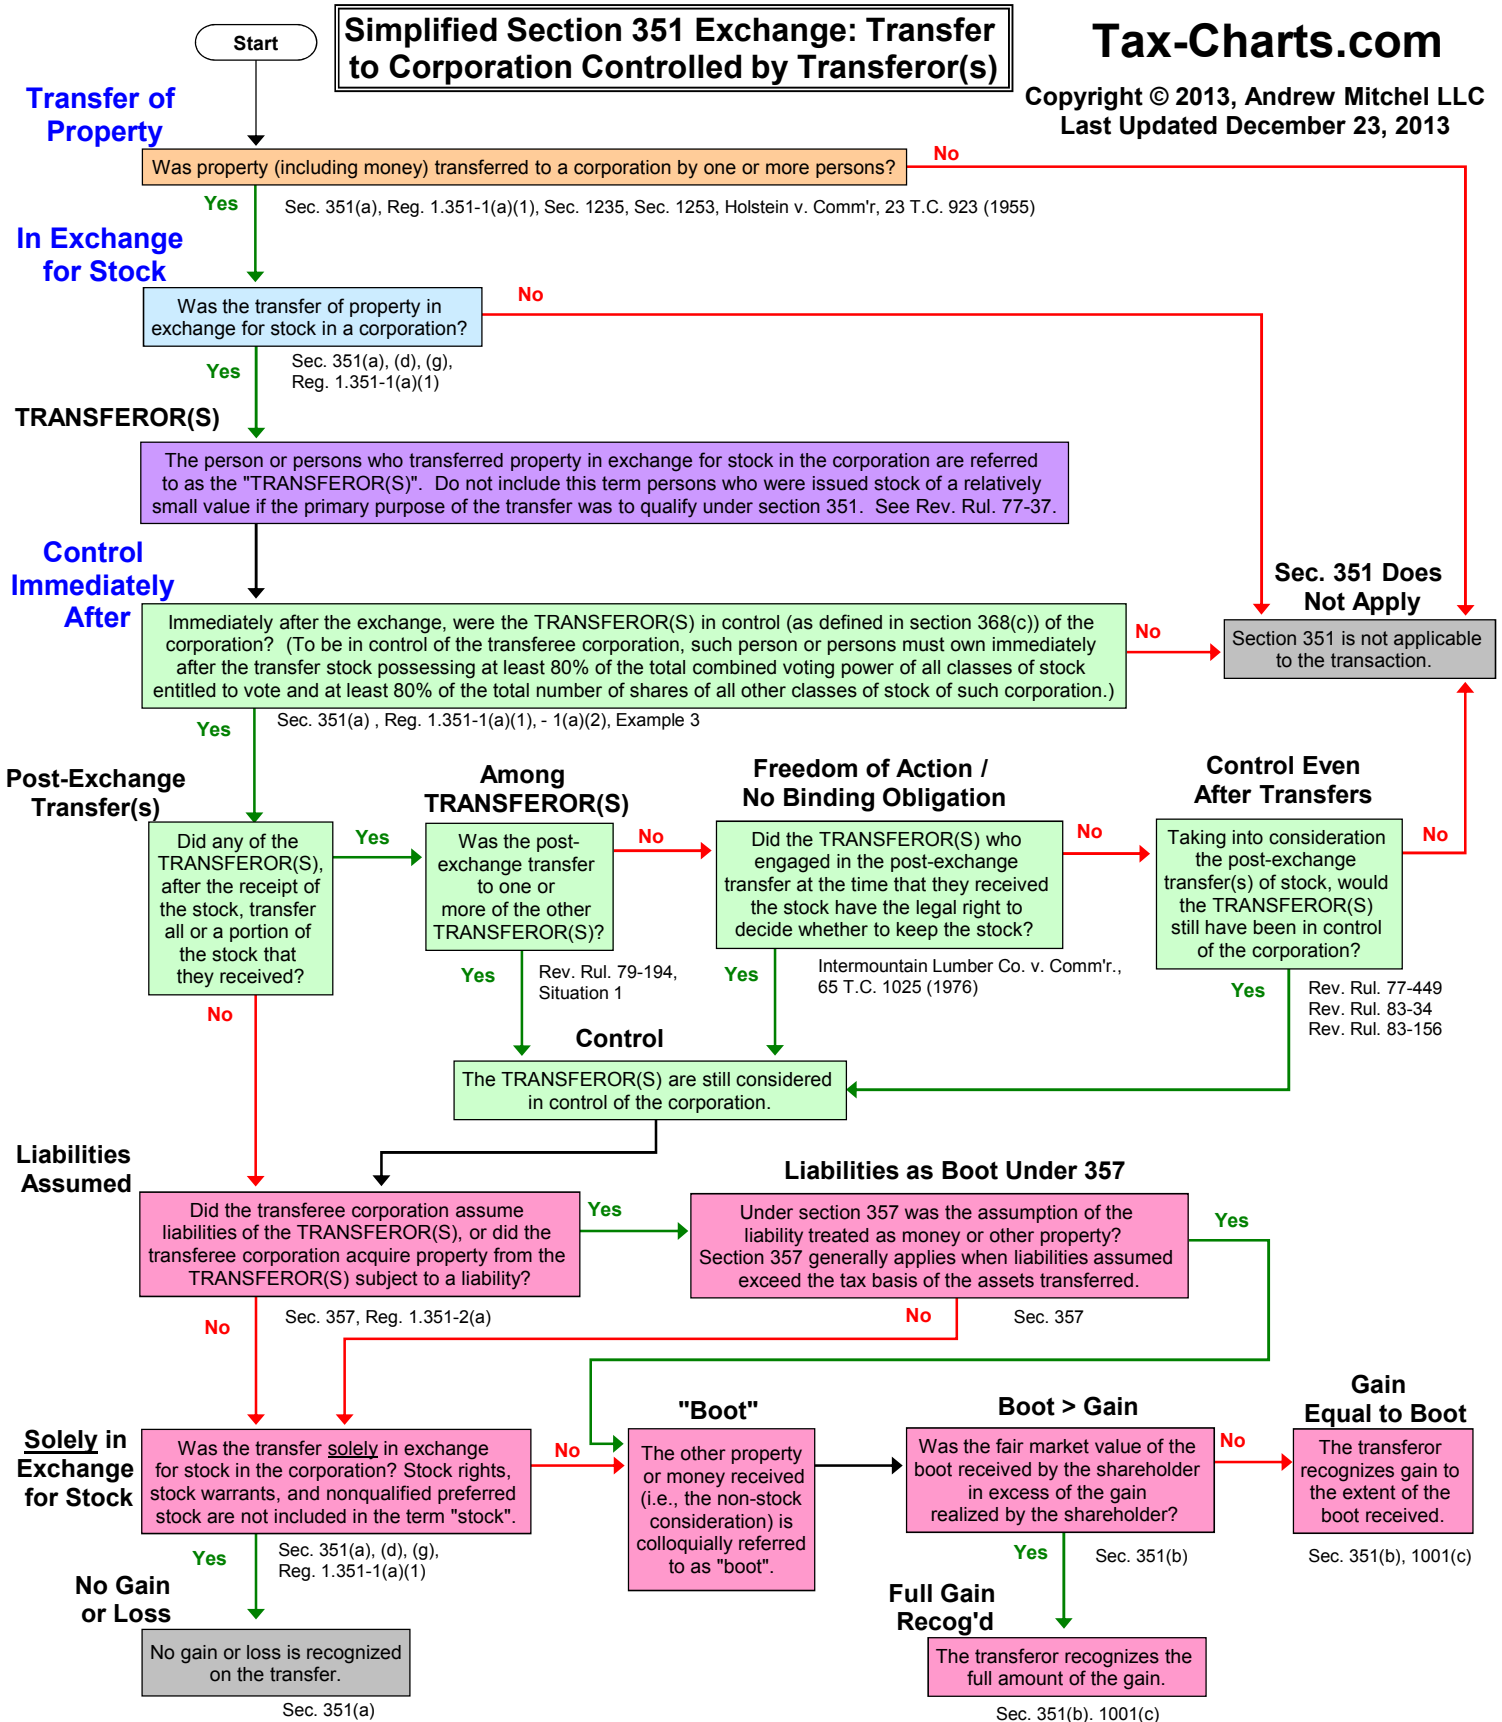 Start
Simplified Section 351 Exchange: Transfer
to Corporation Controlled by Transferor(s)
Tax-Charts.com
Copyright © 2013, Andrew Mitchel LLC
Last Updated December 23, 2013
Transfer of
Property
Was property (including money) transferred to a corporation by one or more persons?
No
Yes
Sec. 351(a), Reg. 1.351-1(a)(1), Sec. 1235, Sec. 1253, Holstein v. Comm'r, 23 T.C. 923 (1955)
In Exchange
for Stock
Was the transfer of property in
exchange for stock in a corporation?
No
Yes
Sec. 351(a), (d), (g),
Reg. 1.351-1(a)(1)
TRANSFEROR(S)
The person or persons who transferred property in exchange for stock in the corporation are referred
to as the "TRANSFEROR(S)".  Do not include this term persons who were issued stock of a relatively
small value if the primary purpose of the transfer was to qualify under section 351.  See Rev. Rul. 77-37.
Control
Immediately
After
Immediately after the exchange, were the TRANSFEROR(S) in control (as defined in section 368(c)) of the
corporation?  (To be in control of the transferee corporation, such person or persons must own immediately
after the transfer stock possessing at least 80% of the total combined voting power of all classes of stock
entitled to vote and at least 80% of the total number of shares of all other classes of stock of such corporation.)
No
Sec. 351 Does
Not Apply
Section 351 is not applicable
to the transaction.
Yes
Sec. 351(a) , Reg. 1.351-1(a)(1), - 1(a)(2), Example 3
Post-Exchange
Transfer(s)
Did any of the
TRANSFEROR(S),
after the receipt of
the stock, transfer
all or a portion of
the stock that
they received?
Yes
No
Among
TRANSFEROR(S)
Was the post-
exchange transfer
to one or
more of the other
TRANSFEROR(S)?
No
Yes
Rev. Rul. 79-194,
Situation 1
Freedom of Action /
No Binding Obligation
Did the TRANSFEROR(S) who
engaged in the post-exchange
transfer at the time that they received
the stock have the legal right to
decide whether to keep the stock?
No
Yes
Intermountain Lumber Co. v. Comm'r.,
65 T.C. 1025 (1976)
Control Even
After Transfers
Taking into consideration
the post-exchange
transfer(s) of stock, would
the TRANSFEROR(S)
still have been in control
of the corporation?
No
Yes
Rev. Rul. 77-449
Rev. Rul. 83-34
Rev. Rul. 83-156
Control
The TRANSFEROR(S) are still considered
in control of the corporation.
Liabilities
Assumed
Did the transferee corporation assume
liabilities of the TRANSFEROR(S), or did the
transferee corporation acquire property from the
TRANSFEROR(S) subject to a liability?
Yes
No
Sec. 357, Reg. 1.351-2(a)
Liabilities as Boot Under 357
Under section 357 was the assumption of the
liability treated as money or other property?
Section 357 generally applies when liabilities assumed
exceed the tax basis of the assets transferred.
Yes
No
Sec. 357
Solely in
Exchange
for Stock
Was the transfer solely in exchange
for stock in the corporation? Stock rights,
stock warrants, and nonqualified preferred
stock are not included in the term "stock".
No
Yes
Sec. 351(a), (d), (g),
Reg. 1.351-1(a)(1)
"Boot"
The other property
or money received
(i.e., the non-stock
consideration) is
colloquially referred
to as "boot".
Boot > Gain
Was the fair market value of the
boot received by the shareholder
in excess of the gain
realized by the shareholder?
No
Yes
Sec. 351(b)
Gain
Equal to Boot
The transferor
recognizes gain to
the extent of the
boot received.
Sec. 351(b), 1001(c)
No Gain
or Loss
No gain or loss is recognized
on the transfer.
Sec. 351(a)
Full Gain
Recog'd
The transferor recognizes the
full amount of the gain.
Sec. 351(b). 1001(c)